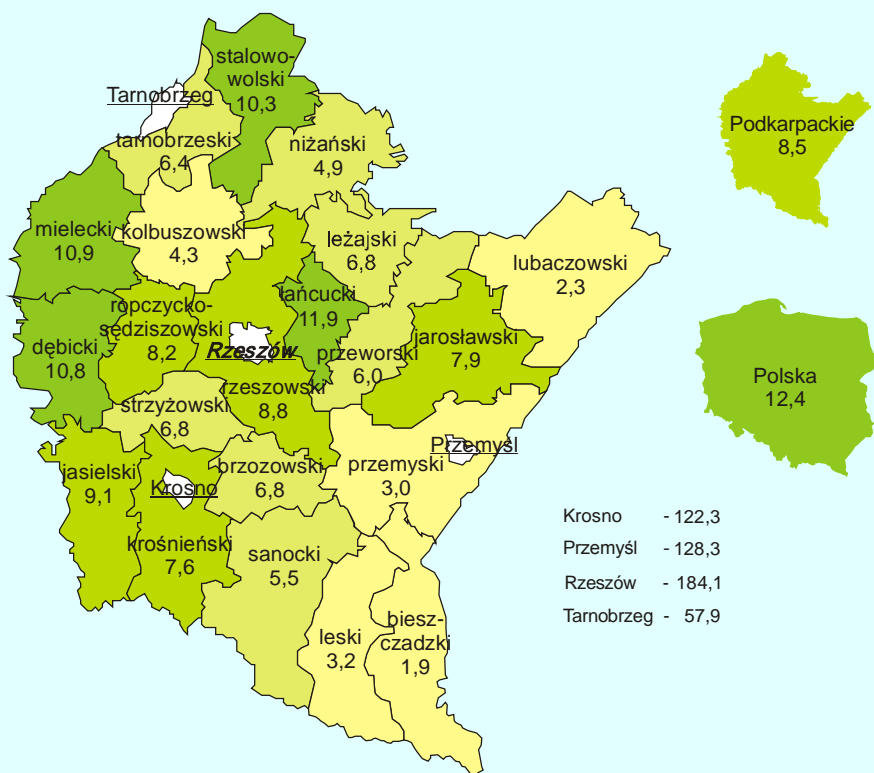 stalowo-
wolski
10,3
Tarnobrzeg
tarnobrzeski
6,4
niżański
4,9
Podkarpackie
8,5
mielecki
10,9
kolbuszowski
4,3
leżajski
6,8
lubaczowski
2,3
ropczycko-
sędziszowski
8,2
łańcucki
11,9
Rzeszów
przeworski
6,0
jarosławski
7,9
dębicki
10,8
rzeszowski
8,8
Polska
12,4
strzyżowski
6,8
jasielski
9,1
Krosno
brzozowski
6,8
przemyski
3,0
Przemyśl
krośnieński
7,6
sanocki
5,5
leski
3,2
biesz-
czadzki
1,9
Krosno - 122,3
Przemyśl - 128,3
Rzeszów - 184,1
Tarnobrzeg - 57,9